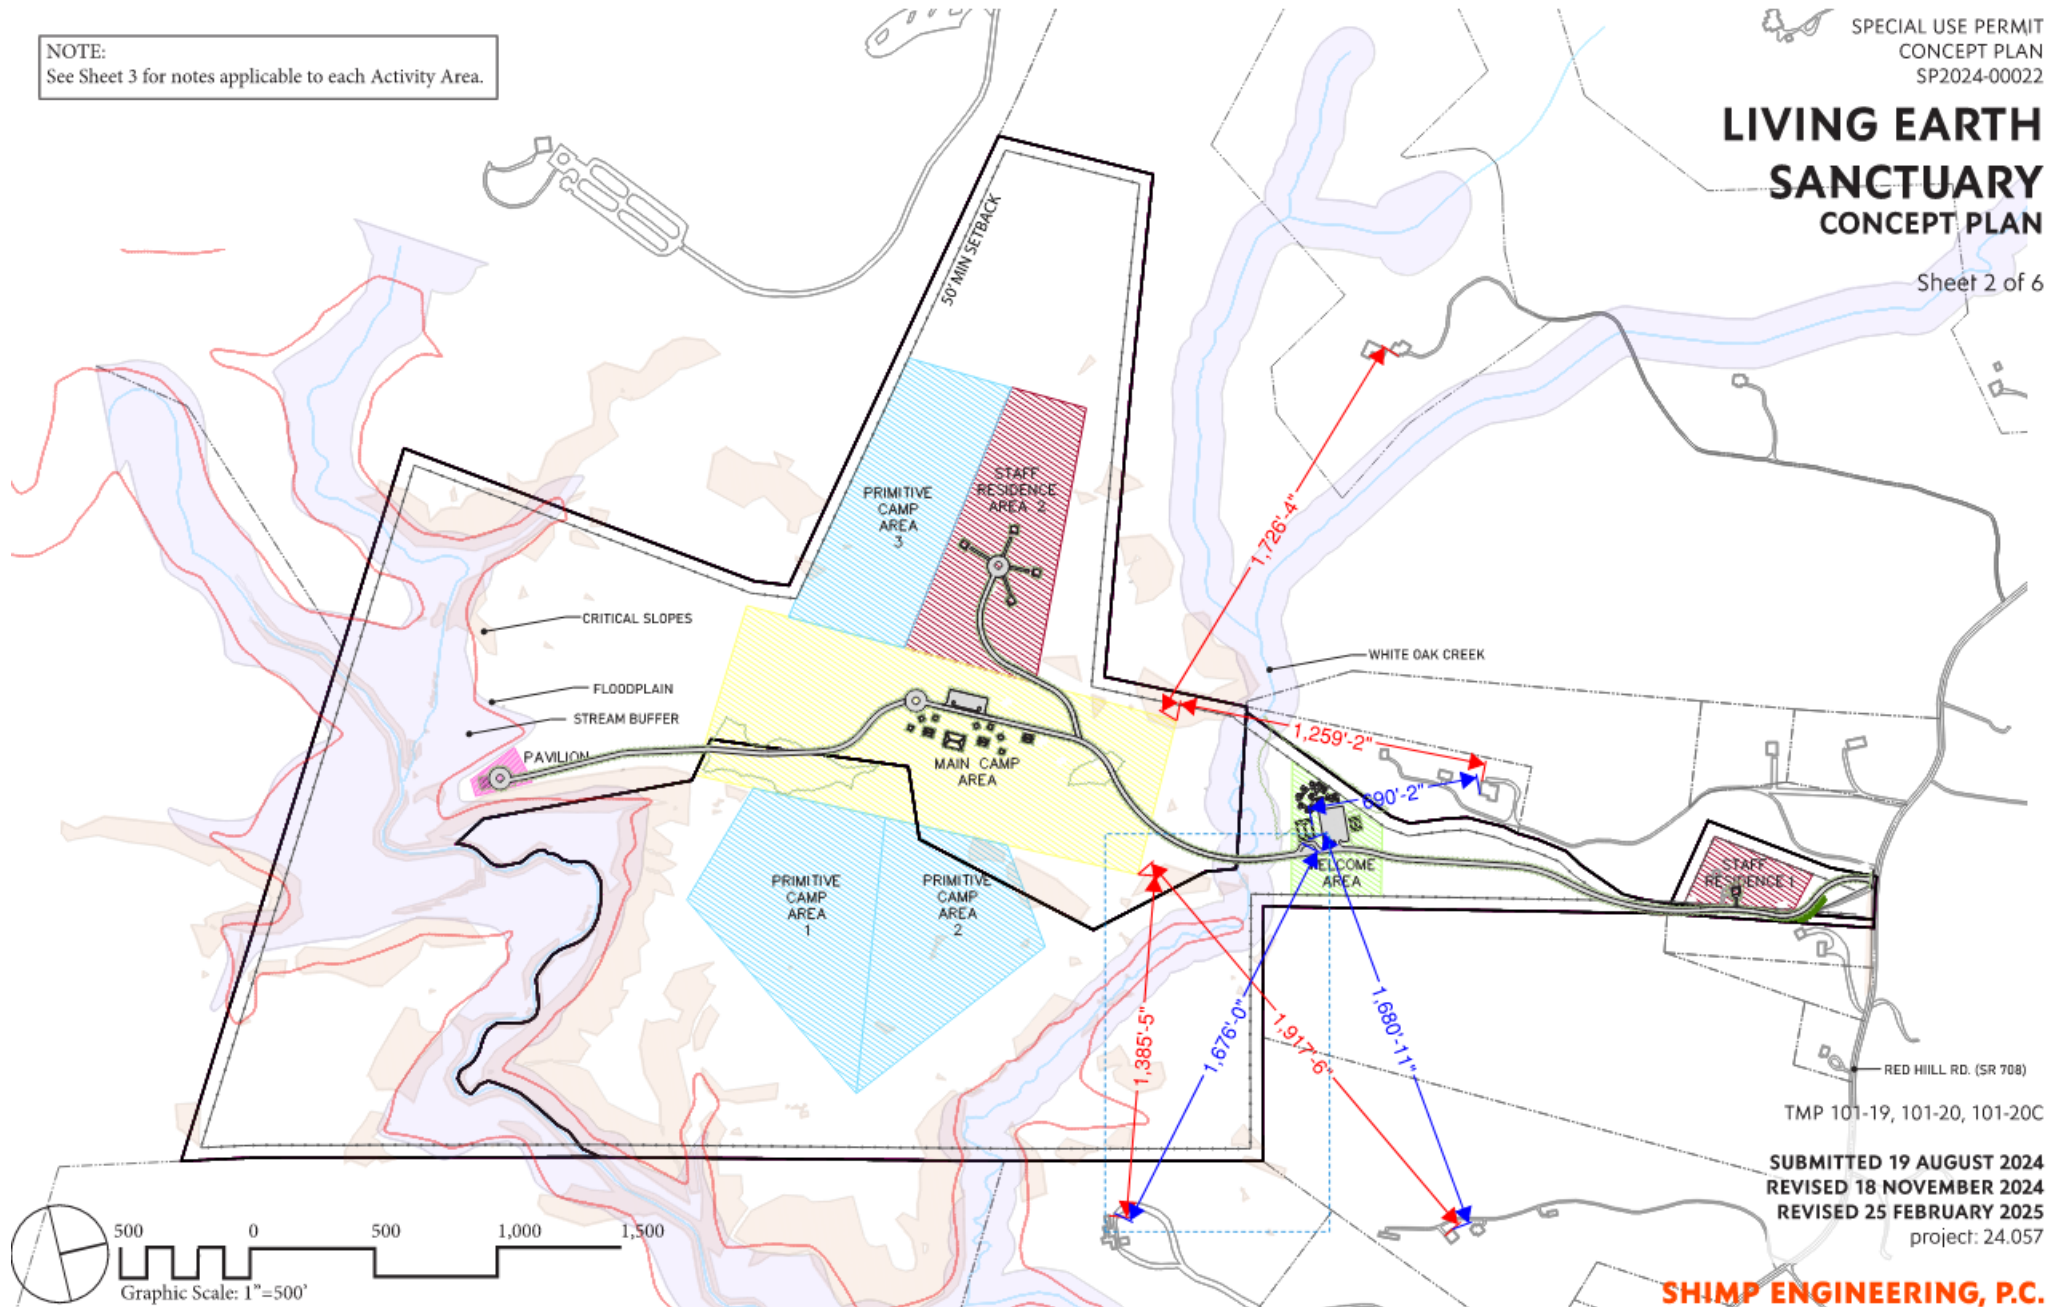 NOTE:
See Sheet 3 for notes applicable to each Activity Area.
SPECIAL USE PERMIT
CONCEPT PLAN
SP2024-00022
LIVING EARTH
SANCTUARY
CONCEPT PLAN
Sheet 2 of 6
50' MIN SETBACK
PRIMITIVE
CAMP
AREA
3
STAFF
RESIDENCE
AREA 2
1,726'-4"
CRITICAL SLOPES
WHITE OAK CREEK
FLOODPLAIN
STREAM BUFFER
1,259'-2"
PAVILION
MAIN CAMP
AREA
690'-2"
PRIMITIVE
CAMP
AREA
1
PRIMITIVE
CAMP
AREA
2
ELCOME
AREA
STAFF
RESIDENCE 1
1,385'-5"
1,676'-0"
1,917'-6"
1,680'-11"
RED HIILL RD. (SR 708)
TMP 101-19, 101-20, 101-20C
SUBMITTED 19 AUGUST 2024
REVISED 18 NOVEMBER 2024
REVISED 25 FEBRUARY 2025
project: 24.057
500 0 500 1,000 1,500
Graphic Scale: 1"=500'
SHIMP ENGINEERING, P.C.